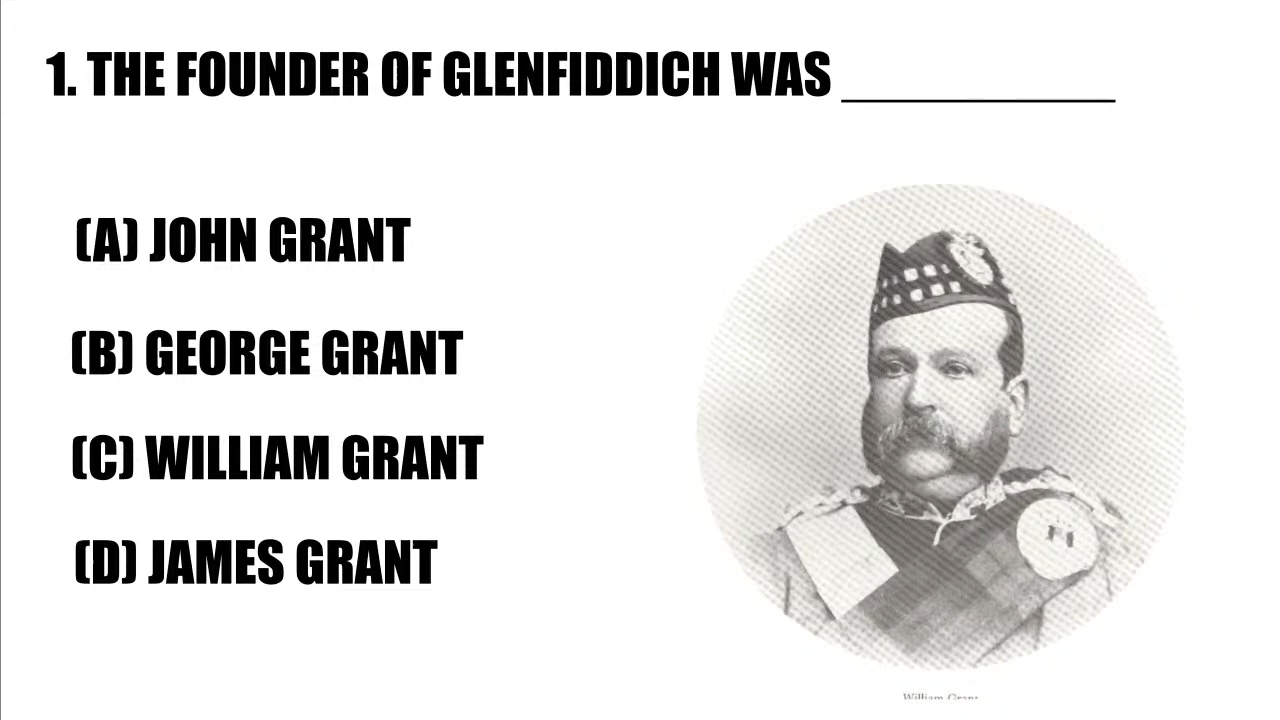 1. THE FOUNDER OF GLENFIDDICH WAS ___________
(A) JOHN GRANT
(B) GEORGE GRANT
(C) WILLIAM GRANT
(D) JAMES GRANT
William Grant